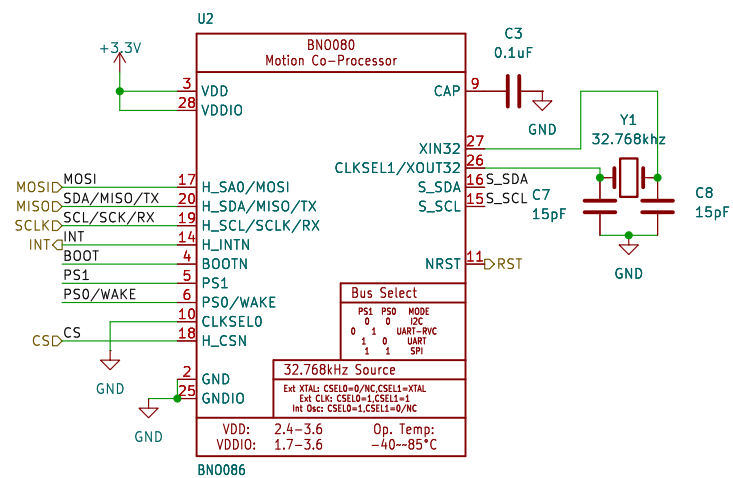 U2
+3.3V
BNO080
Motion Co-Processor
C3
0.1uF
GND
3 VDD
28 VDDIO
CAP 9
XIN32 27
CLKSEL1/XOUT32 26
S_SDA 16 S_SDA
S_SCL 15 S_SCL
Y1
32.768khz
C7
15pF
C8
15pF
GND
MOSI MOSI 17 H_SA0/MOSI
MISO SDA/MISO/TX 20 H_SDA/MISO/TX
SCLK SCL/SCK/RX 19 H_SCL/SCLK/RX
INT INT 14 H_INTN
BOOT 4 BOOTN
PS1 5 PS1
PS0/WAKE 6 PS0/WAKE
10 CLKSEL0
CS CS 18 H_CSN
GND
2 GND
25 GNDIO
GND
NRST 11 RST
Bus Select
PS1 PS0 MODE
0 0 I2C
0 1 UART-RVC
1 0 UART
1 1 SPI
32.768kHz Source
Ext XTAL: CSEL0=0/NC,CSEL1=XTAL
Ext CLK: CSEL0=1,CSEL1=1
Int Osc: CSEL0=1,CSEL1=0/NC
VDD: 2.4-3.6 Op. Temp:
VDDIO: 1.7-3.6 -40~~85°C
BNO086